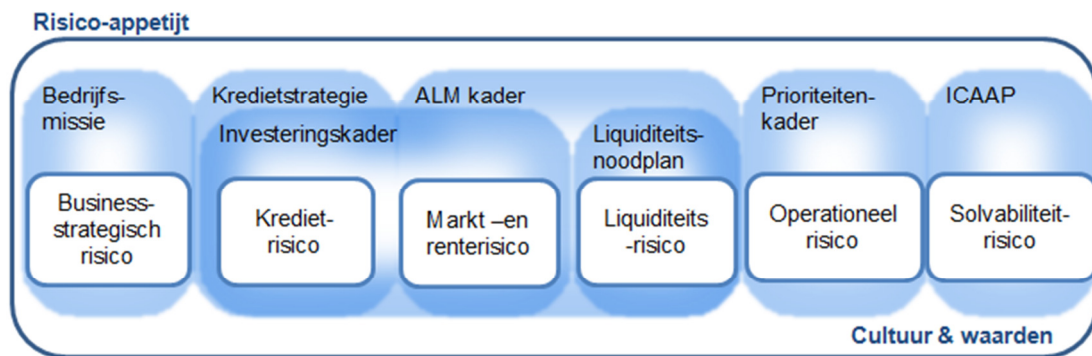 Risico-appetijt
Bedrijfs-
missie
Kredietstrategie
ALM kader
Prioriteiten-
kader
ICAAP
Investeringskader
Liquiditeits-
noodplan
Business-
strategisch
risico
Krediet-
risico
Markt –en
renterisico
Liquiditeits
-risico
Operationeel
risico
Solvabiliteit-
risico
Cultuur & waarden